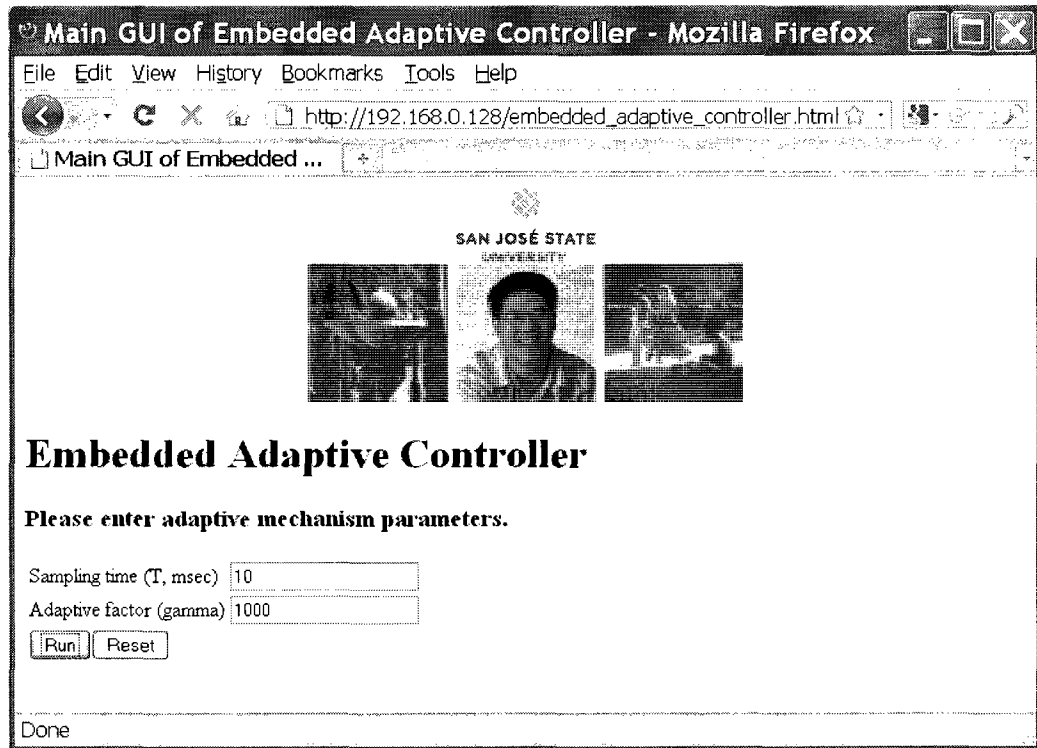 Main GUI of Embedded Adaptive Controller - Mozilla Firefox
File Edit View History Bookmarks Tools Help
http://192.168.0.128/embedded_adaptive_controller.html
Main GUI of Embedded ...
SAN JOSÉ STATE
UNIVERSITY
Embedded Adaptive Controller
Please enter adaptive mechanism parameters.
Sampling time (T, msec) 10
Adaptive factor (gamma) 1000
Run Reset
Done